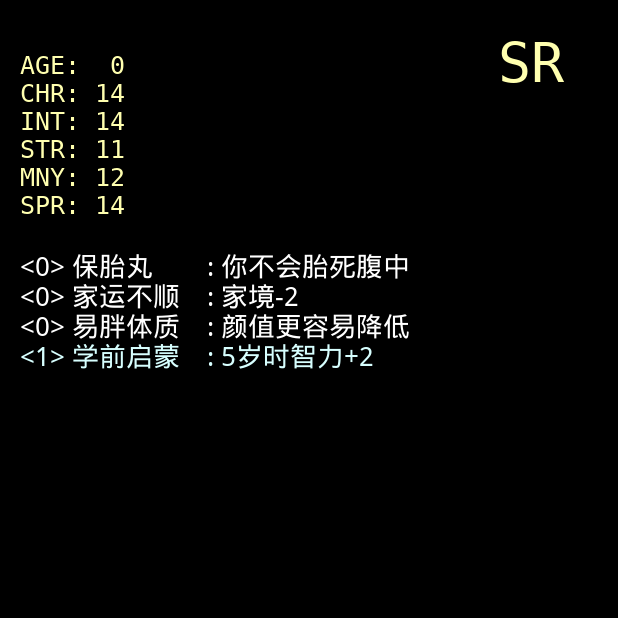 SR
AGE:  0
CHR: 14
INT: 14
STR: 11
MNY: 12
SPR: 14
<0> 保胎丸 : 你不会胎死腹中
<0> 家运不顺 : 家境-2
<0> 易胖体质 : 颜值更容易降低
<1> 学前启蒙 : 5岁时智力+2